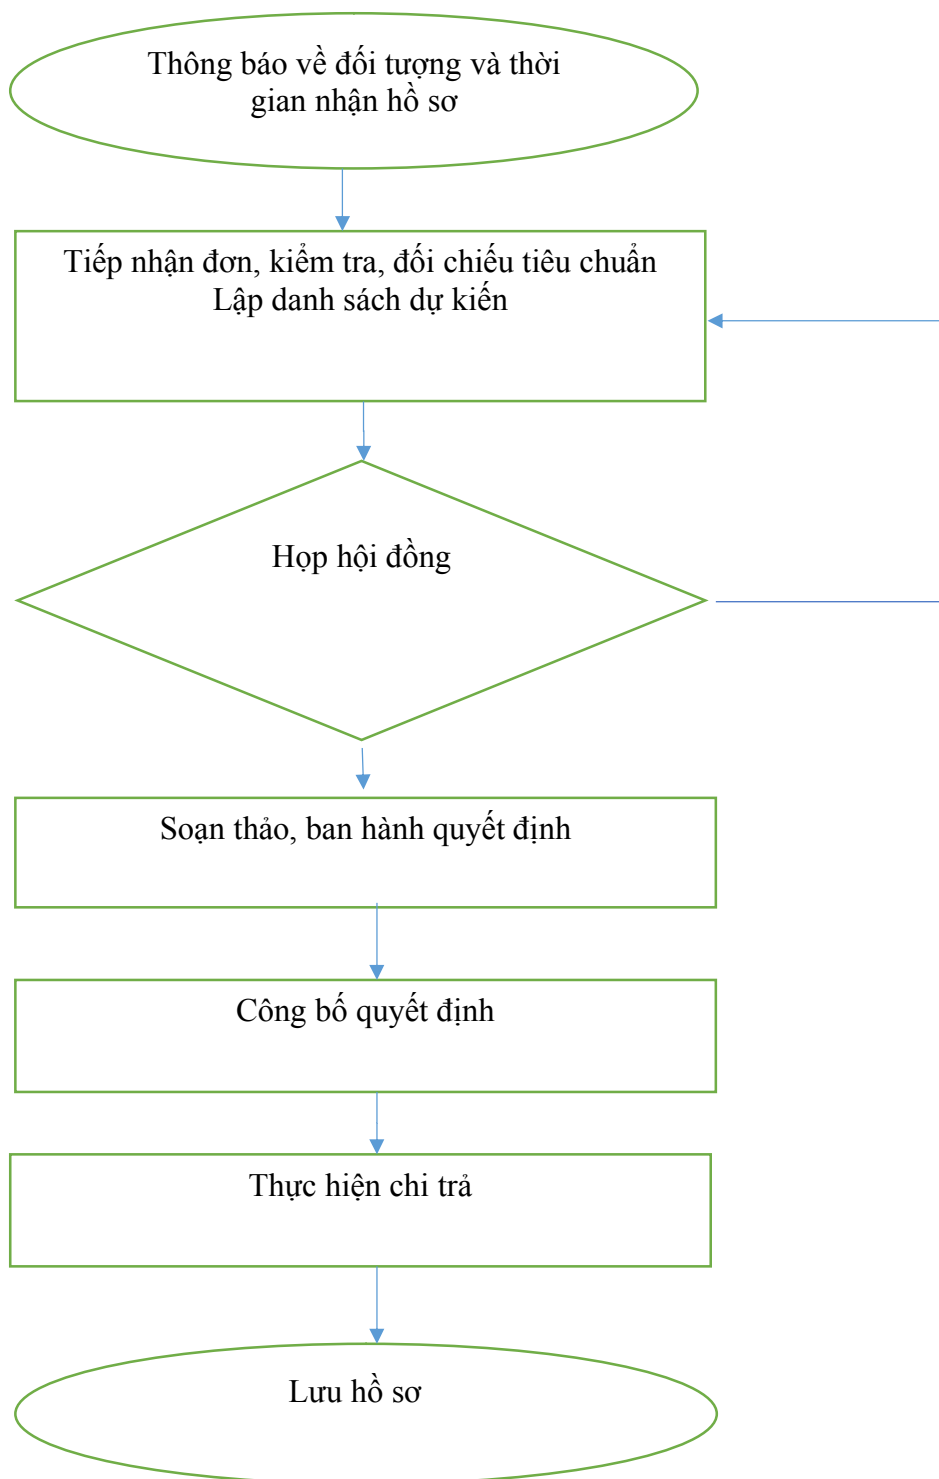 Thông báo về đối tượng và thời
gian nhận hồ sơ
Tiếp nhận đơn, kiểm tra, đối chiếu tiêu chuẩn
Lập danh sách dự kiến
Họp hội đồng
Soạn thảo, ban hành quyết định
Công bố quyết định
Thực hiện chi trả
Lưu hồ sơ